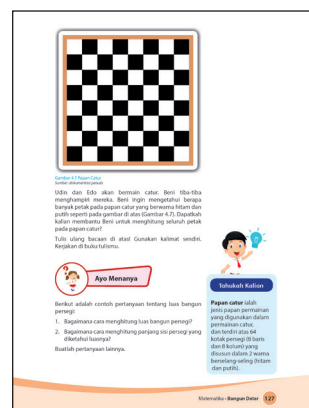 Gambar 4.7 Papan Catur
Sumber: dokumentasi penulis
Udin dan Edo akan bermain catur. Beni tiba-tiba
menghampiri mereka. Beni ingin mengetahui berapa
banyak petak pada papan catur yang berwarna hitam dan
putih seperti pada gambar di atas (Gambar 4.7). Dapatkah
kalian membantu Beni untuk menghitung seluruh petak
pada papan catur?
Tulis ulang bacaan di atas! Gunakan kalimat sendiri.
Kerjakan di buku tulismu.
Ayo Menanya
Berikut adalah contoh pertanyaan tentang luas bangun
persegi:
1. Bagaimana cara menghitung luas bangun persegi?
2. Bagaimana cara menghitung panjang sisi persegi yang
diketahui luasnya?
Buatlah pertanyaan lainnya.
Tahukah Kalian
Papan catur ialah
jenis papan permainan
yang digunakan dalam
permainan catur,
dan terdiri atas 64
kotak persegi (8 baris
dan 8 kolum) yang
disusun dalam 2 warna
berselang-seling (hitam
dan putih).
Matematika - Bangun Datar 127